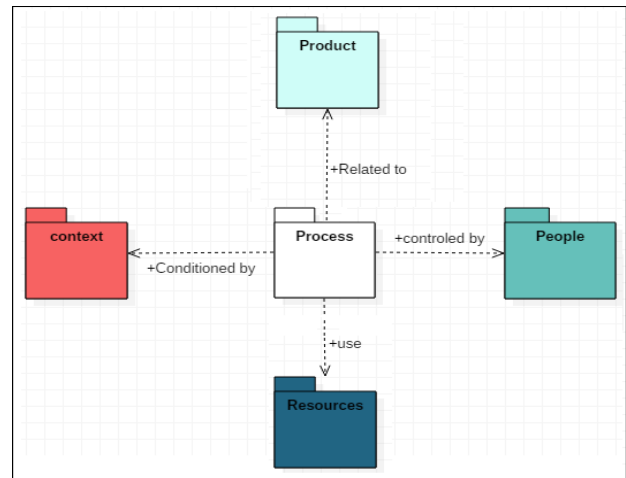 Product
+Related to
context
Process
+controled by
People
+Conditioned by
+use
Resources